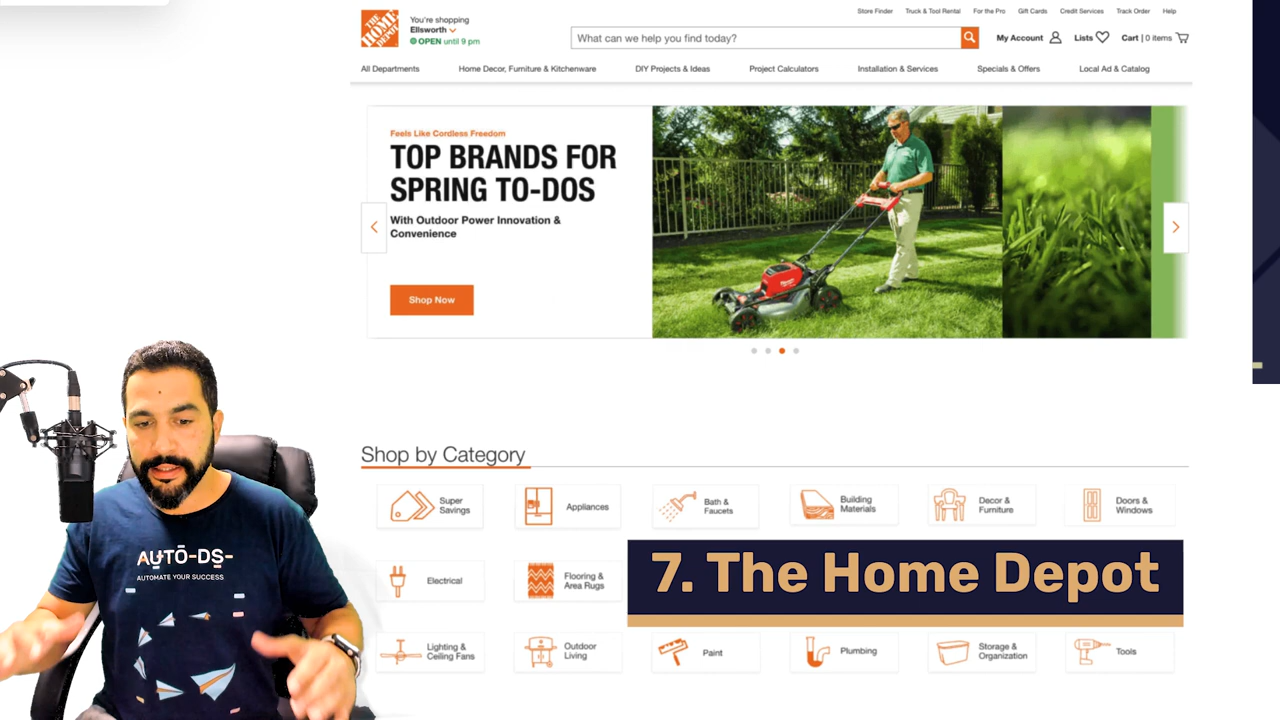 THE
HOME
DEPOT
You're shopping
Ellsworth
OPEN until 9 pm
Store Finder
Truck & Tool Rental
For the Pro
Gift Cards
Credit Services
Track Order
Help
What can we help you find today?
My Account
Lists
Cart | 0 items
All Departments
Home Decor, Furniture & Kitchenware
DIY Projects & Ideas
Project Calculators
Installation & Services
Specials & Offers
Local Ad & Catalog
Feels Like Cordless Freedom
TOP BRANDS FOR
SPRING TO-DOS
With Outdoor Power Innovation &
Convenience
Shop Now
Shop by Category
Super
Savings
Appliances
Bath &
Faucets
Building
Materials
Decor &
Furniture
Doors &
Windows
Electrical
Flooring &
Area Rugs
7. The Home Depot
Lighting &
Ceiling Fans
Outdoor
Living
Paint
Plumbing
Storage &
Organization
Tools
AUTO-DS-
AUTOMATE YOUR SUCCESS